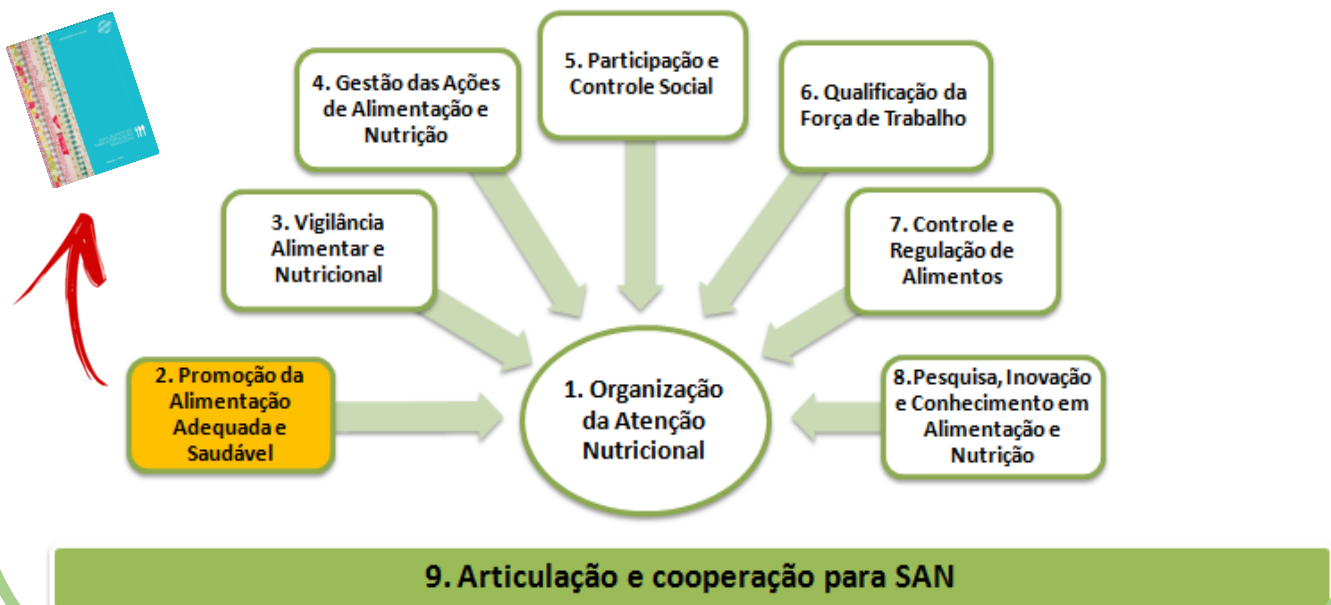 5. Participação e
Controle Social
4. Gestão das Ações
de Alimentação e
Nutrição
6. Qualificação da
Força de Trabalho
3. Vigilância
Alimentar e
Nutricional
7. Controle e
Regulação de
Alimentos
2. Promoção da
Alimentação
Adequada e
Saudável
1. Organização
da Atenção
Nutricional
8.Pesquisa, Inovação
e Conhecimento em
Alimentação e
Nutrição
9. Articulação e cooperação para SAN